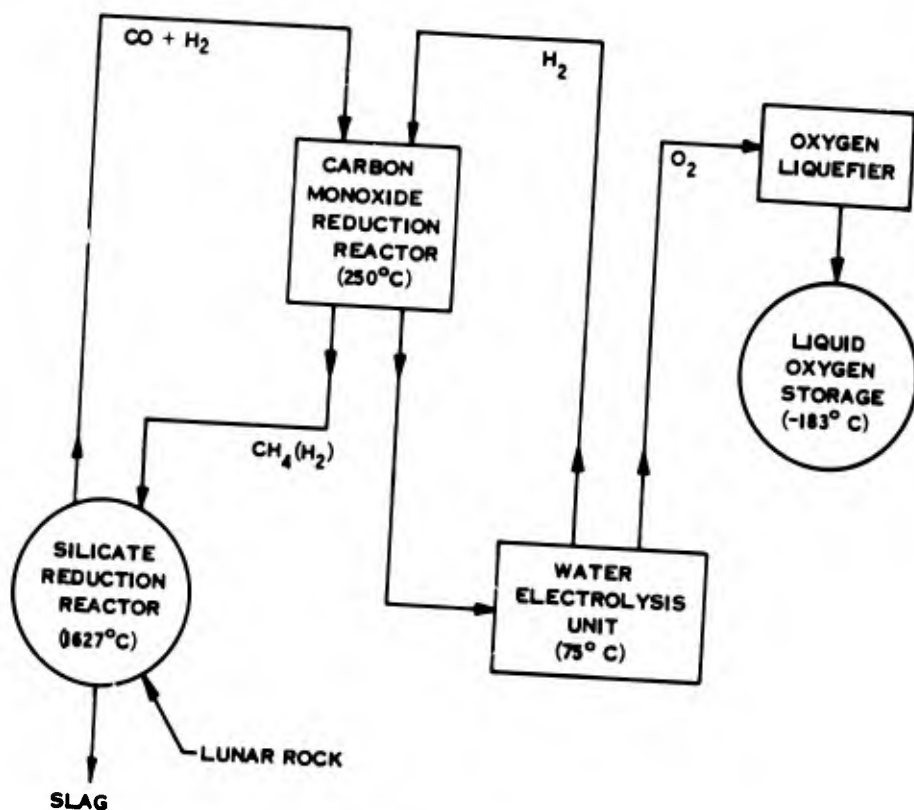 CO + H2
H2
CARBON
MONOXIDE
REDUCTION
REACTOR
(250°C)
O2
OXYGEN
LIQUEFIER
LIQUID
OXYGEN
STORAGE
(-183° C)
CH4(H2)
SILICATE
REDUCTION
REACTOR
(1627°C)
WATER
ELECTROLYSIS
UNIT
(75° C)
LUNAR ROCK
SLAG